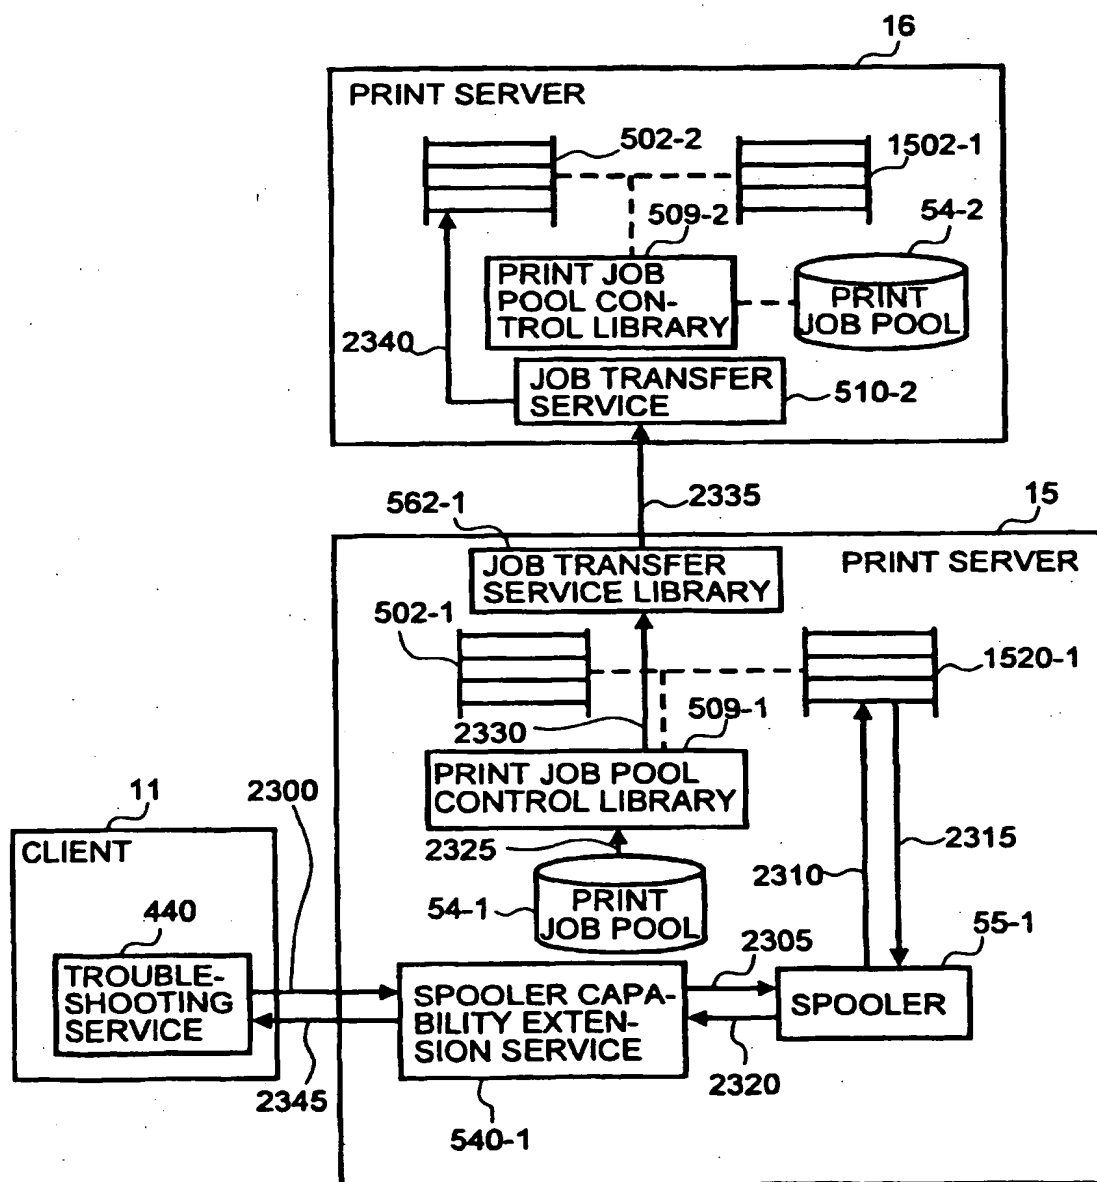 16
PRINT SERVER
502-2
1502-1
509-2
54-2
PRINT JOB
POOL CON-
TROL LIBRARY
PRINT
JOB POOL
2340
JOB TRANSFER
SERVICE
510-2
2335
562-1
15
JOB TRANSFER
SERVICE LIBRARY
PRINT SERVER
502-1
1520-1
2330
509-1
PRINT JOB POOL
CONTROL LIBRARY
11
2300
CLIENT
2325
2310
2315
54-1
PRINT
JOB POOL
440
2305
55-1
TROUBLE-
SHOOTING
SERVICE
SPOOLER CAPA-
BILITY EXTEN-
SION SERVICE
SPOOLER
2345
2320
540-1